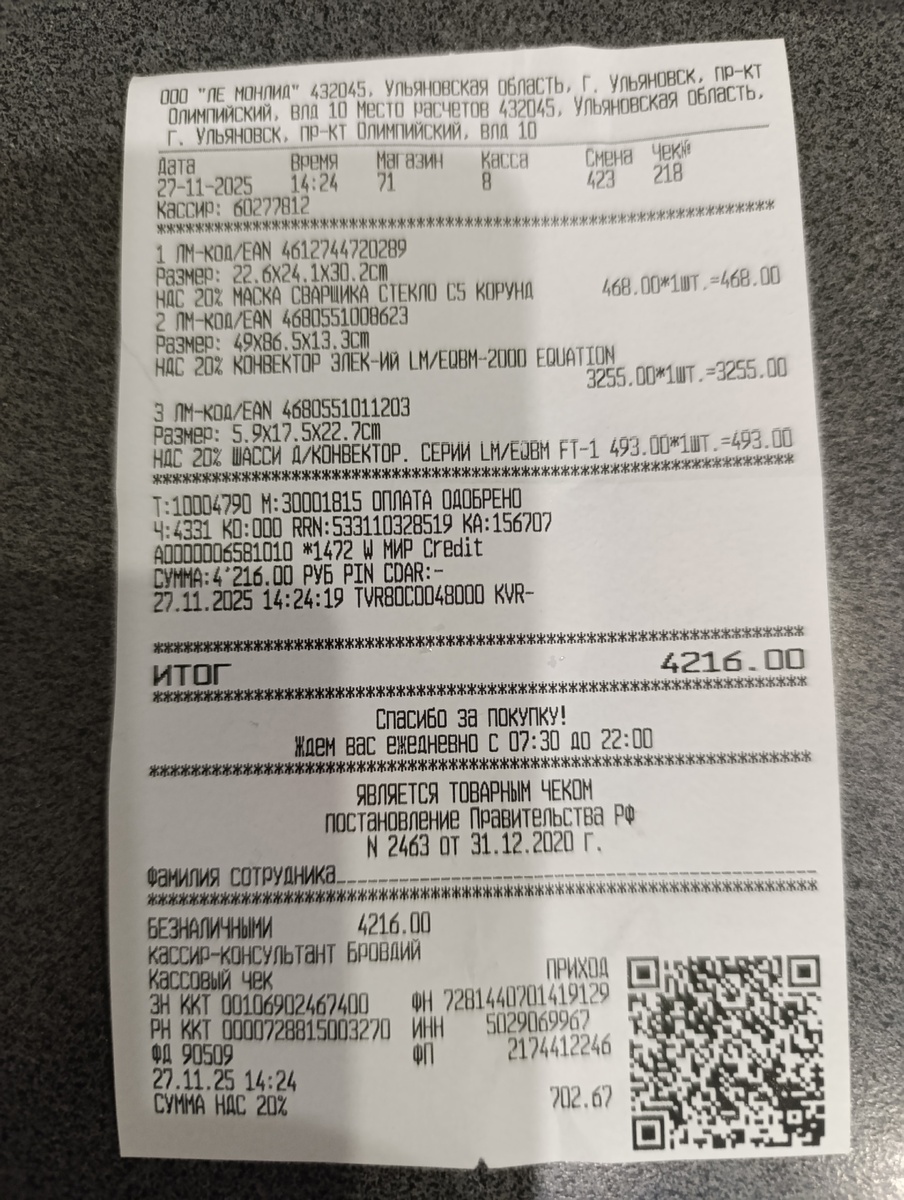 ООО "ЛЕ МОНЛИД" 432045, Ульяновская область, г. Ульяновск, пр-кт
Олимпийский, влд 10 Место расчетов 432045, Ульяновская область,
г. Ульяновск, пр-кт Олимпийский, влд 10
Дата Время Магазин Касса Смена Чек№
27-11-2025 14:24 71 8 423 218
Кассир: 60277812
****************************************************************
1 ЛМ-КОД/EAN 4612744720289
Размер: 22.6X24.1X30.2cm
НДС 20% МАСКА СВАРЩИКА СТЕКЛО С5 КОРУНД 468.00*1ШТ.=468.00
2 ЛМ-КОД/EAN 4680551008623
Размер: 49X86.5X13.3cm
НДС 20% КОНВЕКТОР ЭЛЕК-ИЙ LM/EQBM-2000 EQUATION
3255.00*1ШТ.=3255.00
3 ЛМ-КОД/EAN 4680551011203
Размер: 5.9X17.5X22.7cm
НДС 20% ШАССИ Д/КОНВЕКТОР. СЕРИИ LM/EQBM FT-1 493.00*1ШТ.=493.00
****************************************************************
Т:10004790 М:30001815 ОПЛАТА ОДОБРЕНО
Ч:4331 КО:000 RRN:533110328519 КА:156707
A0000006581010 *1472 W МИР Credit
СУММА:4'216.00 РУБ PIN CDAR:-
27.11.2025 14:24:19 TVR80C0048000 KVR-
****************************************************************
ИТОГ 4216.00
****************************************************************
Спасибо за покупку!
Ждем вас ежедневно с 07:30 до 22:00
****************************************************************
ЯВЛЯЕТСЯ ТОВАРНЫМ ЧЕКОМ
постановление Правительства РФ
N 2463 от 31.12.2020 г.
Фамилия сотрудника________________________________
****************************************************************
БЕЗНАЛИЧНЫМИ 4216.00
кассир-консультант Бровдий
Кассовый чек ПРИХОД
ЗН ККТ 00106902467400 ФН 7281440701419129
РН ККТ 0000728815003270 ИНН 5029069967
ФД 90509 ФП 2174412246
27.11.25 14:24
СУММА НДС 20% 702.67